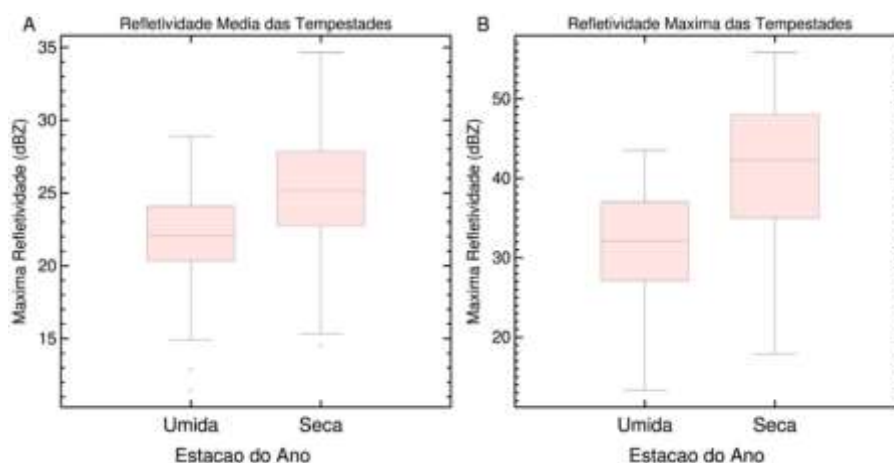 A
Refletividade Media das Tempestades
Maxima Refletividade (dBZ)
35
30
25
20
15
Umida Seca
Estacao do Ano
B
Refletividade Maxima das Tempestades
Maxima Refletividade (dBZ)
50
40
30
20
Umida Seca
Estacao do Ano